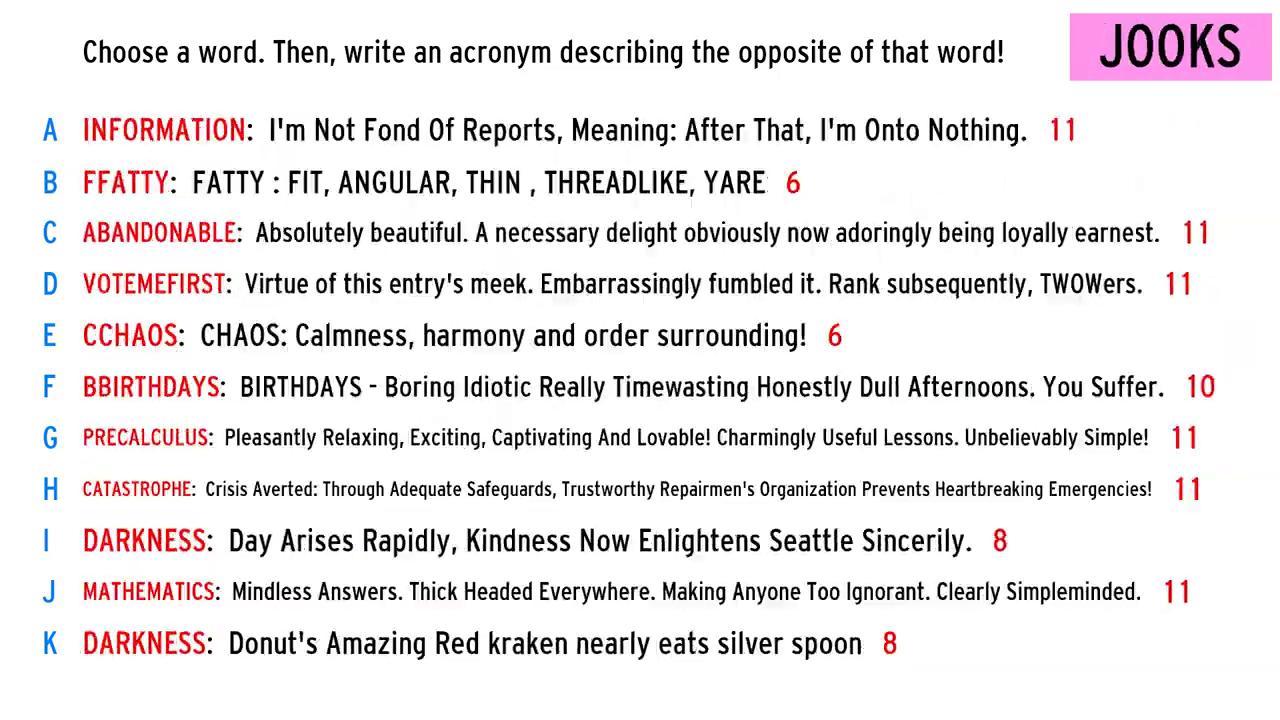 Choose a word. Then, write an acronym describing the opposite of that word!
JOOKS
A INFORMATION: I'm Not Fond Of Reports, Meaning: After That, I'm Onto Nothing. 11
B FFATTY: FATTY : FIT, ANGULAR, THIN , THREADLIKE, YARE 6
C ABANDONABLE: Absolutely beautiful. A necessary delight obviously now adoringly being loyally earnest. 11
D VOTEMEFIRST: Virtue of this entry's meek. Embarrassingly fumbled it. Rank subsequently, TWOWers. 11
E CCHAOS: CHAOS: Calmness, harmony and order surrounding! 6
F BBIRTHDAYS: BIRTHDAYS - Boring Idiotic Really Timewasting Honestly Dull Afternoons. You Suffer. 10
G PRECALCULUS: Pleasantly Relaxing, Exciting, Captivating And Lovable! Charmingly Useful Lessons. Unbelievably Simple! 11
H CATASTROPHE: Crisis Averted: Through Adequate Safeguards, Trustworthy Repairmen's Organization Prevents Heartbreaking Emergencies! 11
I DARKNESS: Day Arises Rapidly, Kindness Now Enlightens Seattle Sincerily. 8
J MATHEMATICS: Mindless Answers. Thick Headed Everywhere. Making Anyone Too Ignorant. Clearly Simpleminded. 11
K DARKNESS: Donut's Amazing Red kraken nearly eats silver spoon 8